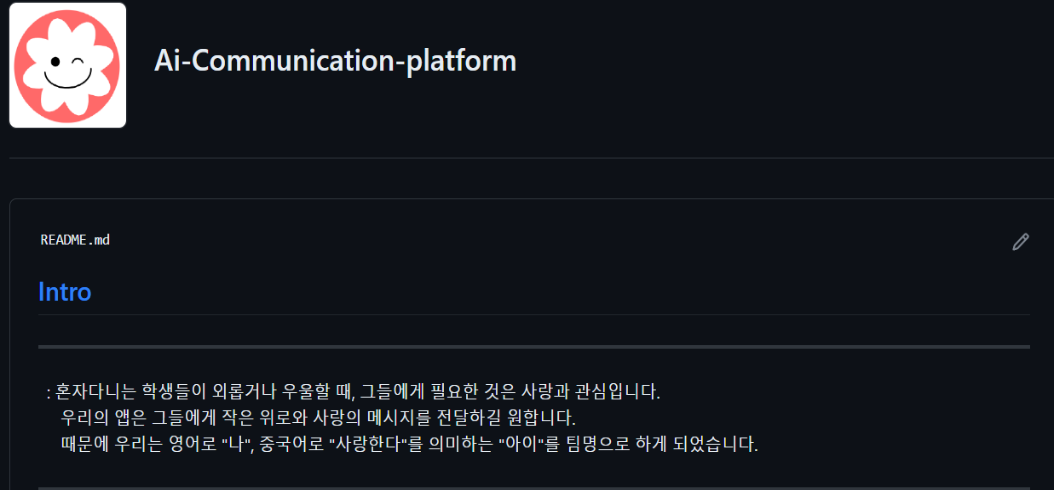 Ai-Communication-platform
README.md
Intro
: 혼자다니는 학생들이 외롭거나 우울할 때, 그들에게 필요한 것은 사랑과 관심입니다.
우리의 앱은 그들에게 작은 위로와 사랑의 메시지를 전달하길 원합니다.
때문에 우리는 영어로 "나", 중국어로 "사랑한다"를 의미하는 "아이"를 팀명으로 하게 되었습니다.